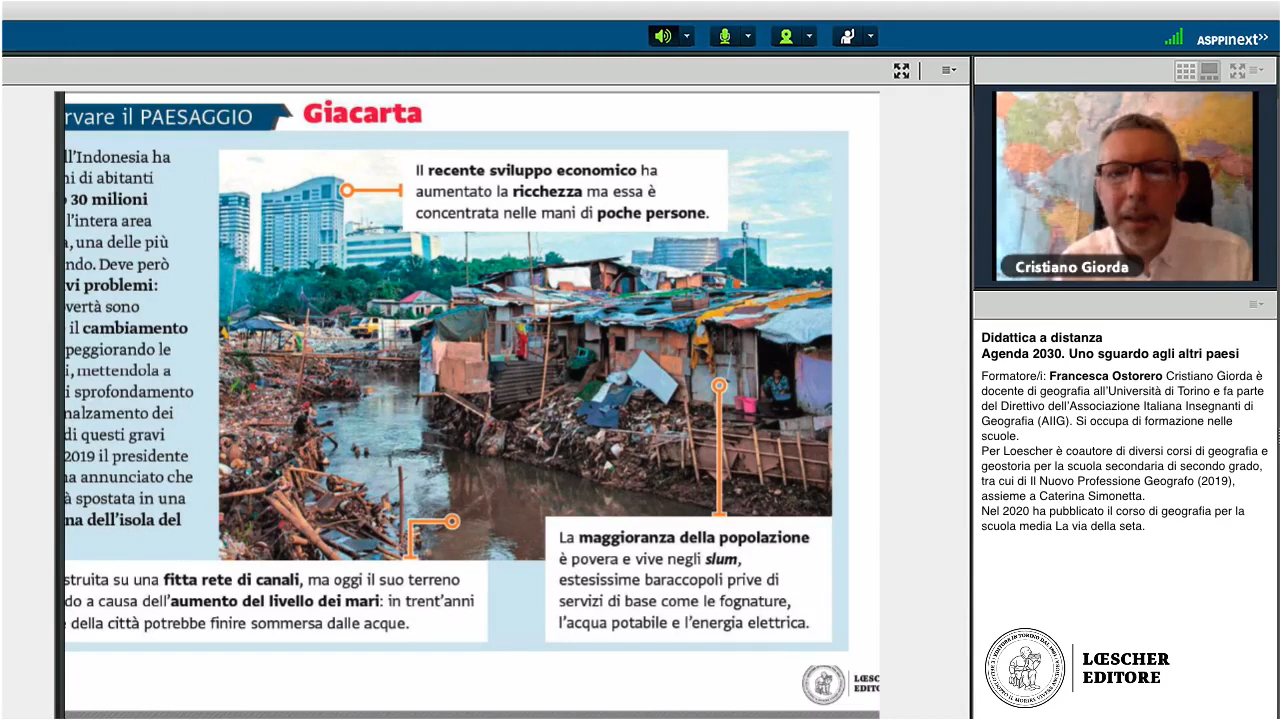 ASPPInext>>
rvare il PAESAGGIO
Giacarta
ll'Indonesia ha
ni di abitanti
30 milioni
l'intera area
a, una delle più
ndo. Deve però
vi problemi:
vertà sono
il cambiamento
peggiorando le
i, mettendola a
i sprofondamento
nalzamento dei
di questi gravi
2019 il presidente
na annunciato che
à spostata in una
na dell'isola del
Il recente sviluppo economico ha
aumentato la ricchezza ma essa è
concentrata nelle mani di poche persone.
La maggioranza della popolazione
è povera e vive negli slum,
estesissime baraccopoli prive di
servizi di base come le fognature,
l'acqua potabile e l'energia elettrica.
struita su una fitta rete di canali, ma oggi il suo terreno
do a causa dell'aumento del livello dei mari: in trent'anni
della città potrebbe finire sommersa dalle acque.
LŒSC
EDITO
Cristiano Giorda
Didattica a distanza
Agenda 2030. Uno sguardo agli altri paesi
Formatore/i: Francesca Ostorero Cristiano Giorda è
docente di geografia all'Università di Torino e fa parte
del Direttivo dell'Associazione Italiana Insegnanti di
Geografia (AIIG). Si occupa di formazione nelle
scuole.
Per Loescher è coautore di diversi corsi di geografia e
geostoria per la scuola secondaria di secondo grado,
tra cui di Il Nuovo Professione Geografo (2019),
assieme a Caterina Simonetta.
Nel 2020 ha pubblicato il corso di geografia per la
scuola media La via della seta.
LŒSCHER
EDITORE